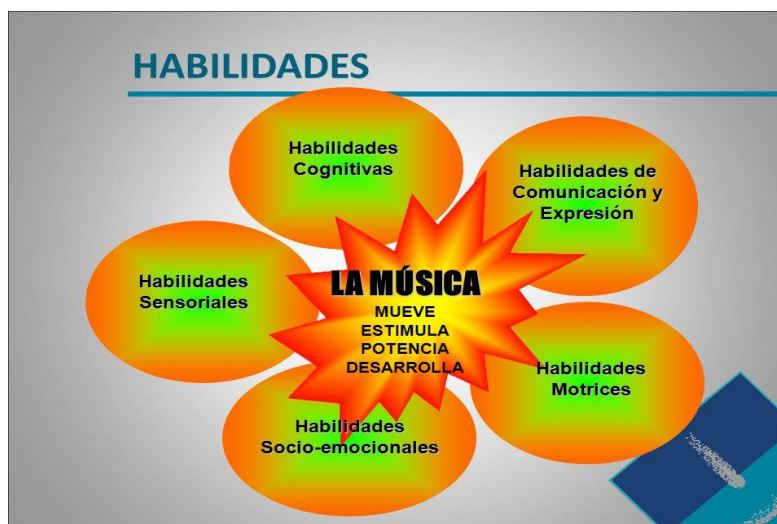 HABILIDADES
Habilidades
Cognitivas
Habilidades de
Comunicación y
Expresión
Habilidades
Sensoriales
LA MÚSICA
MUEVE
ESTIMULA
POTENCIA
DESARROLLA
Habilidades
Motrices
Habilidades
Socio-emocionales